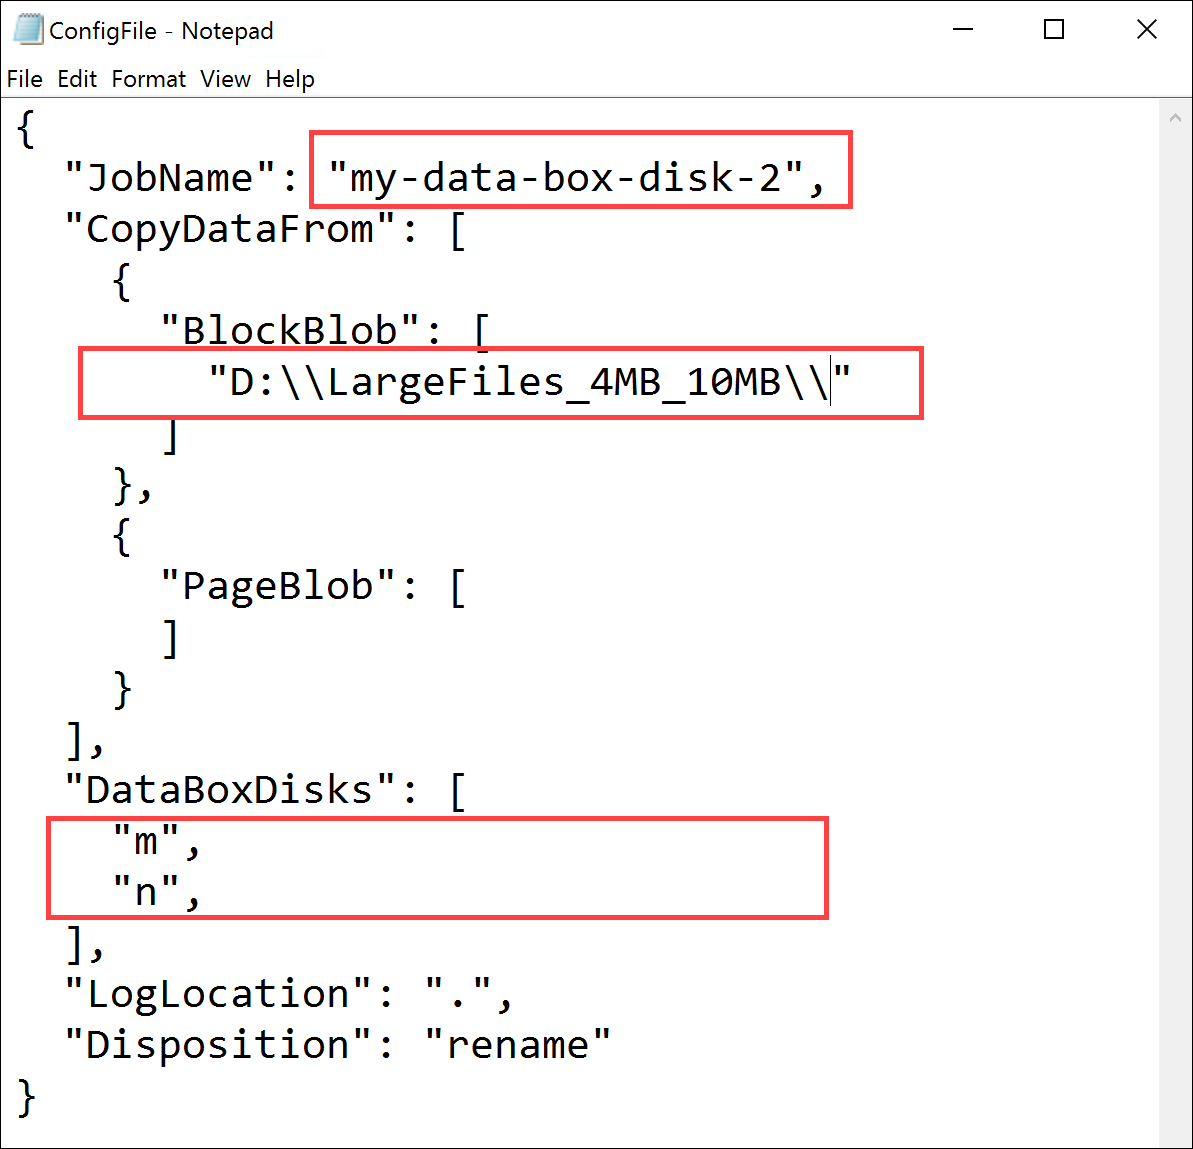 ConfigFile - Notepad
File Edit Format View Help
{
  "JobName": "my-data-box-disk-2",
  "CopyDataFrom": [
    {
      "BlockBlob": [
        "D:\\LargeFiles_4MB_10MB\\"
      ]
    },
    {
      "PageBlob": [
      ]
    }
  ],
  "DataBoxDisks": [
    "m",
    "n",
  ],
  "LogLocation": ".",
  "Disposition": "rename"
}